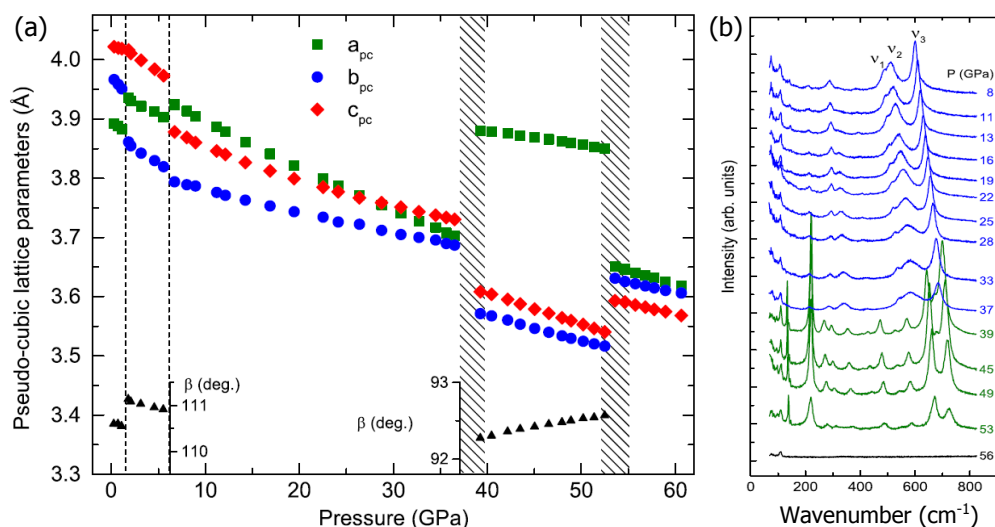 (a)
Pseudo-cubic lattice parameters (Å)
4.0
3.9
3.8
3.7
3.6
3.5
3.4
3.3
a_pc
b_pc
c_pc
β (deg.)
111
110
β (deg.)
93
92
0 10 20 30 40 50 60
Pressure (GPa)
(b)
Intensity (arb. units)
ν₁ ν₂ ν₃
P (GPa)
8
11
13
16
19
22
25
28
33
37
39
45
49
53
56
0 200 400 600 800
Wavenumber (cm⁻¹)